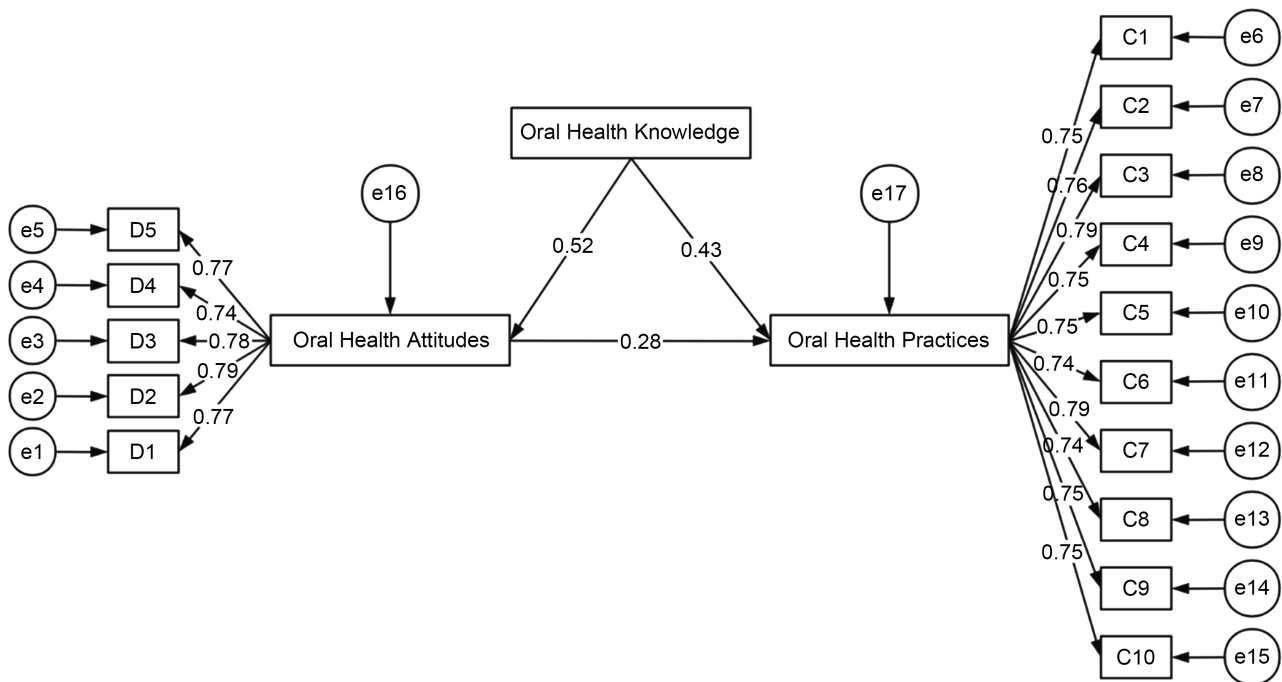 C1
e6
C2
e7
Oral Health Knowledge
0.75
C3
e8
e16
e17
0.76
e5
D5
0.79
C4
e9
0.52
0.43
0.77
0.75
e4
D4
C5
e10
0.74
0.75
e3
D3
0.78
Oral Health Attitudes
0.28
Oral Health Practices
0.74
C6
e11
0.79
e2
D2
0.79
0.77
0.74
C7
e12
e1
D1
0.75
C8
e13
0.75
C9
e14
C10
e15